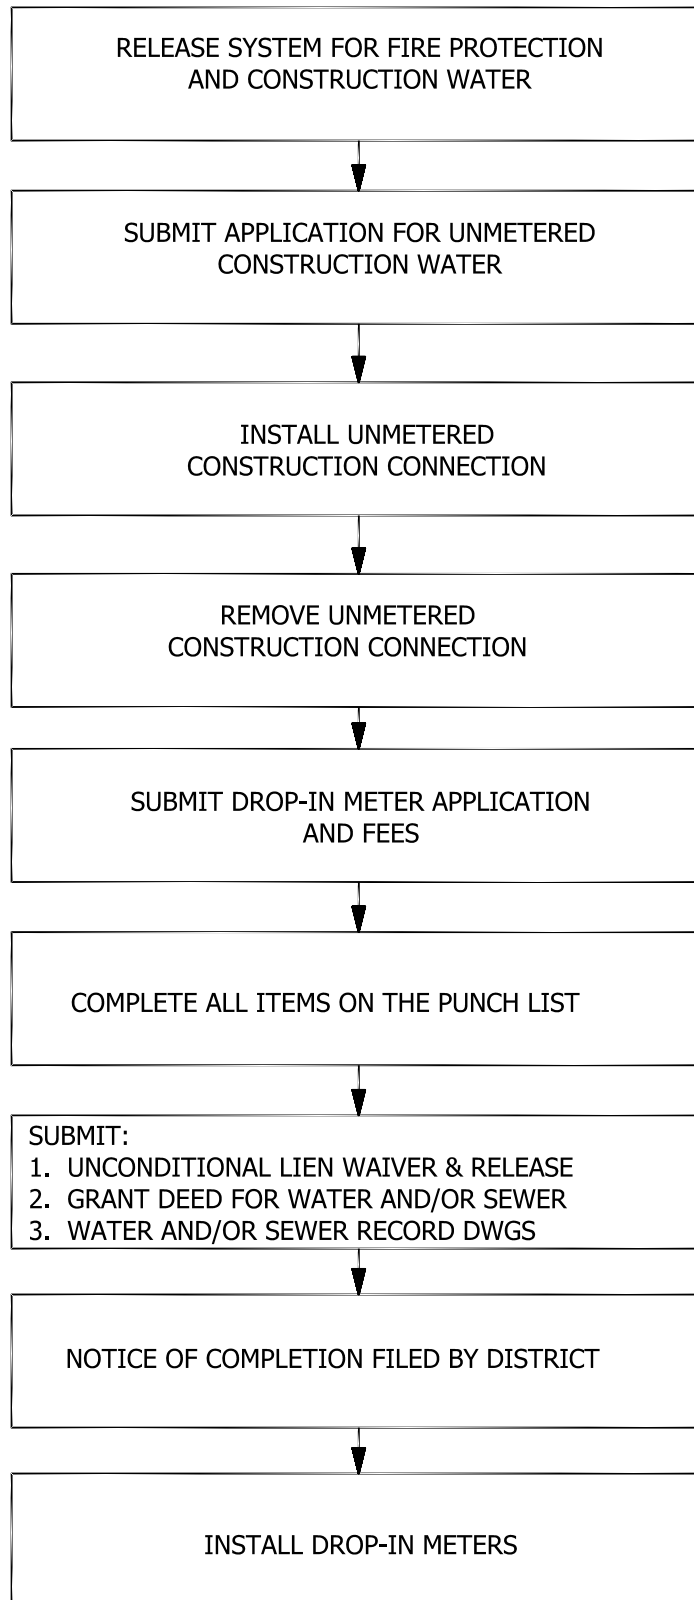 RELEASE SYSTEM FOR FIRE PROTECTION
AND CONSTRUCTION WATER
SUBMIT APPLICATION FOR UNMETERED
CONSTRUCTION WATER
INSTALL UNMETERED
CONSTRUCTION CONNECTION
REMOVE UNMETERED
CONSTRUCTION CONNECTION
SUBMIT DROP-IN METER APPLICATION
AND FEES
COMPLETE ALL ITEMS ON THE PUNCH LIST
SUBMIT:
1. UNCONDITIONAL LIEN WAIVER & RELEASE
2. GRANT DEED FOR WATER AND/OR SEWER
3. WATER AND/OR SEWER RECORD DWGS
NOTICE OF COMPLETION FILED BY DISTRICT
INSTALL DROP-IN METERS